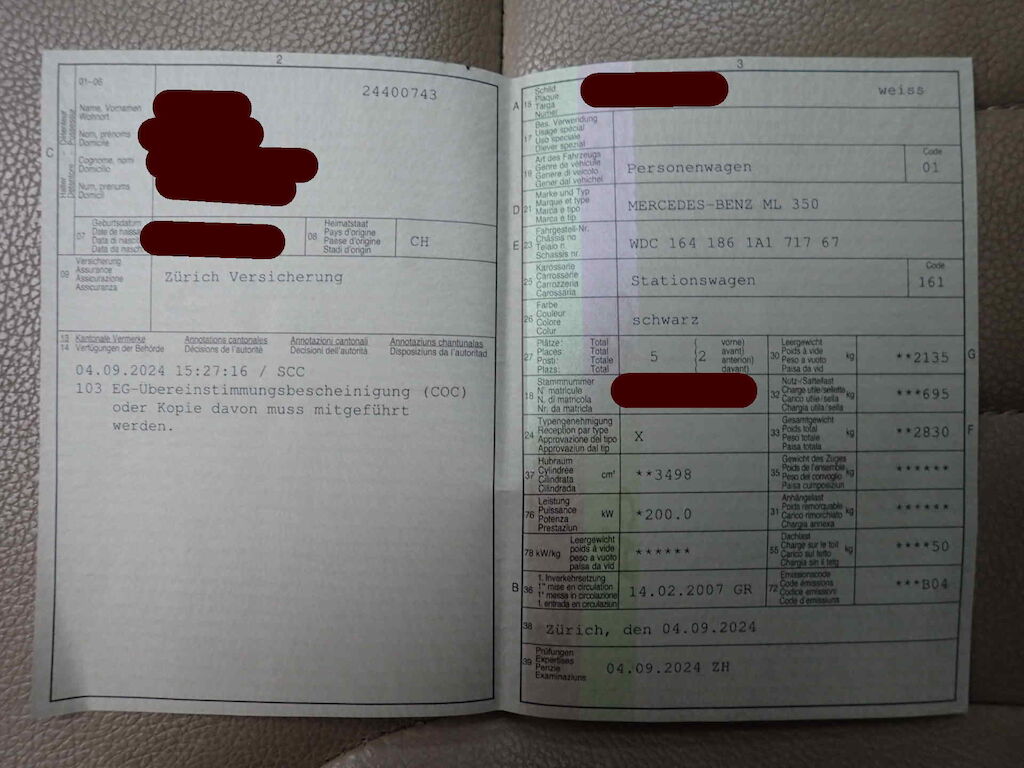 2
01-06
24400743
C
Halter Détenteur
Détentore Possessur
Name, Vornamen
Wohnort
Nom, prénoms
Domicile
Cognome, nomi
Domicilio
Num, prenums
Domicil
07
Geburtsdatum
Date de
Data di
Data da
08
Heimatstaat
Pays d'origine
Paese d'origine
Stadi d'origin
CH
09
Versicherung
Assurance
Assicurazione
Assicuranza
Zürich Versicherung
13 Kantonale Vermerke Annotations cantonales Annotazioni cantonali Annotaziuns chantunalas
14 Verfügungen der Behörde Décisions de l'autorité Decisioni dell'autorità Disposiziuns da l'autoritad
04.09.2024 15:27:16 / SCC
103 EG-Übereinstimmungsbescheinigung (COC)
oder Kopie davon muss mitgeführt
werden.
3
A 15
Schild
Plaque
Targa
Numer
weiss
17
Bes. Verwendung
Usage spécial
Uso speciale
Diever spezial
19
Art des Fahrzeugs
Genre de véhicule
Genere di veicolo
Gener dal vehichel
Personenwagen
Code
01
D 21
Marke und Typ
Marque et type
Marca e tipo
Marca e tip
MERCEDES-BENZ ML 350
E 23
Fahrgestell-Nr.
Châssis no
Telaio n.
Schassis nr.
WDC 164 186 1A1 717 67
25
Karosserie
Carrosserie
Carrozzeria
Carossaria
Stationswagen
Code
161
26
Farbe
Couleur
Colore
Colur
schwarz
27
Plätze: Total
Places: Total
Posti: Totale
Plazs: Total
5
( vorne)
2 avant)
anterion)
( davant)
30
Leergewicht
Poids à vide
Peso a vuoto
Paisa da vid
kg
**2135
G
18
Stammnummer
N° matricule
N. di matricola
Nr. da matricla
32
Nutz-/Sattellast
Charge utile/sellette
Carico utile/sella
Chargia utila/sella
kg
***695
24
Typengenehmigung
Réception par type
Approvazione del tipo
Approvaziun dal tip
X
33
Gesamtgewicht
Poids total
Peso totale
Paisa totala
kg
**2830
F
37
Hubraum
Cylindrée
Cilindrata
Cilindrada
cm³
**3498
35
Gewicht des Zuges
Poids de l'ensemble
Peso del convoglio
Paisa cumposiziun
kg
******
76
Leistung
Puissance
Potenza
Prestaziun
kW
*200.0
31
Anhängelast
Poids remorquable
Carico rimorchiato
Chargia annexa
kg
******
78 kW/kg
Leergewicht
poids à vide
peso a vuoto
paisa da vid
******
55
Dachlast
Charge sur le toit
Carico sul tetto
Chargia sin il tetg
kg
****50
B 36
1. Inverkehrsetzung
1re mise en circulation
1a messa in circolazione
1. entrada en circulaziun
14.02.2007 GR
72
Emissionscode
Code émissions
Codice emissioni
Code d'emissiuns
***B04
38
Zürich, den 04.09.2024
39
Prüfungen
Expertises
Perizie
Examinaziuns
04.09.2024 ZH